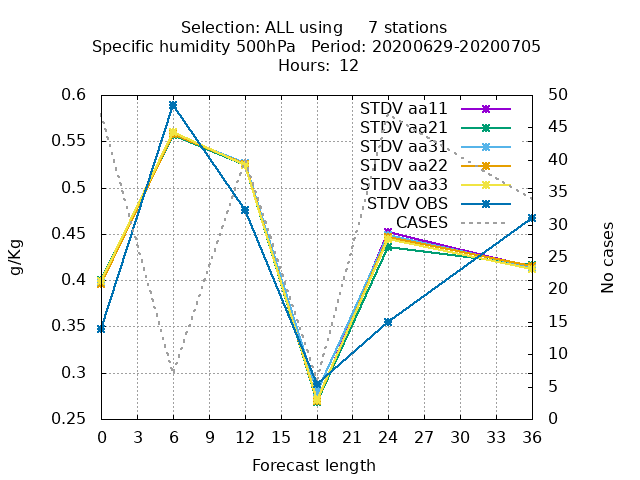 Selection: ALL using     7 stations
Specific humidity 500hPa   Period: 20200629-20200705
Hours: 12
0.6
0.55
0.5
0.45
0.4
0.35
0.3
0.25
g/Kg
STDV aa11
STDV aa21
STDV aa31
STDV aa22
STDV aa33
STDV OBS
CASES
50
45
40
35
30
25
20
15
10
5
0
No cases
0 3 6 9 12 15 18 21 24 27 30 33 36
Forecast length